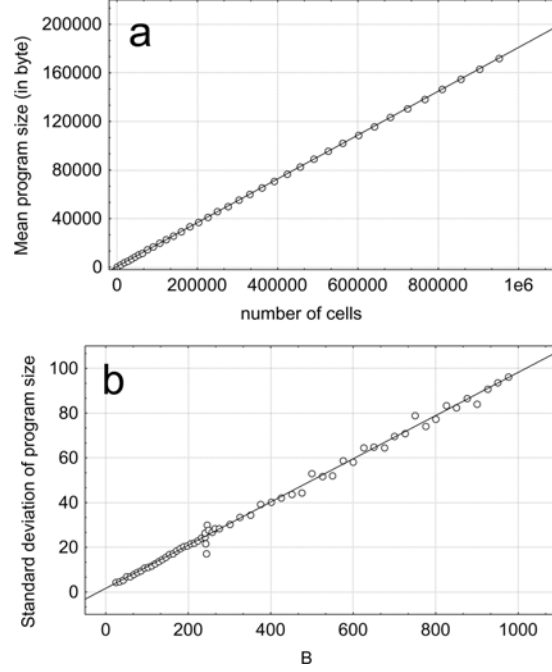 a
200000
160000
120000
80000
40000
0
Mean program size (in byte)
0 200000 400000 600000 800000 1e6
number of cells
b
100
80
60
40
20
0
Standard deviation of program size
0 200 400 600 800 1000
B